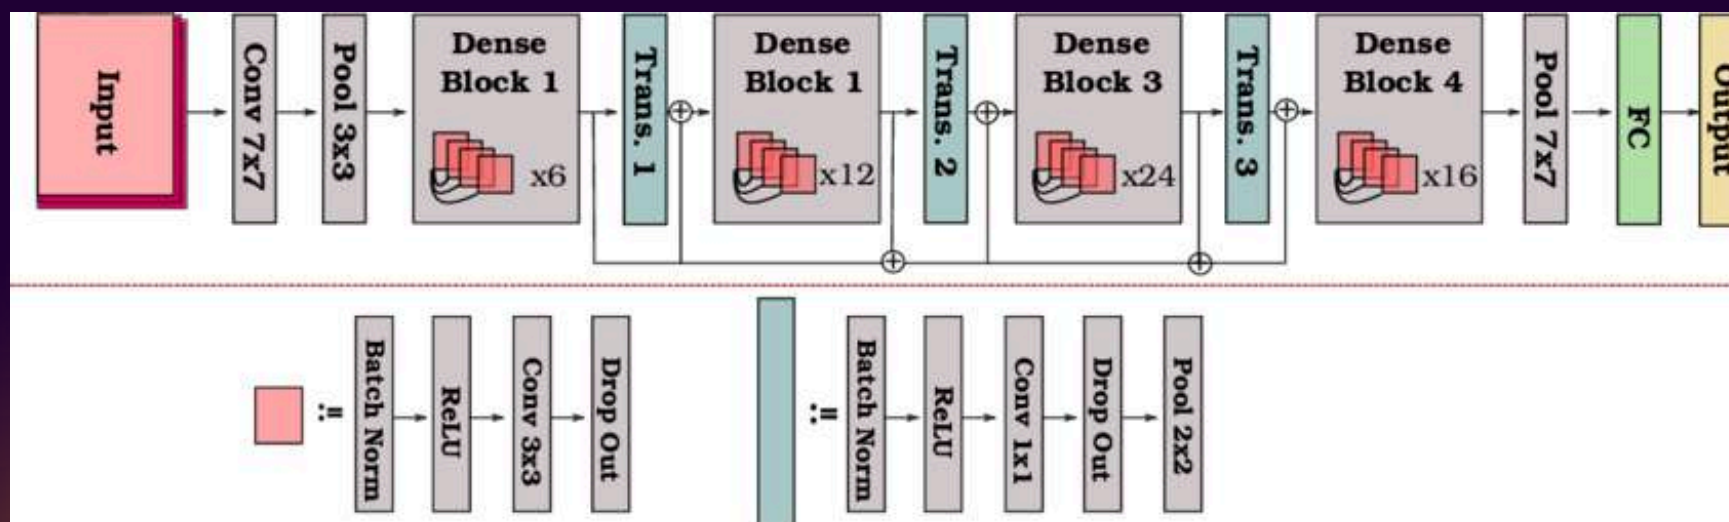 Input
Conv 7x7
Pool 3x3
Dense
Block 1
x6
Trans. 1
Dense
Block 1
x12
Trans. 2
Dense
Block 3
x24
Trans. 3
Dense
Block 4
x16
Pool 7x7
FC
Output
::=
Batch Norm
ReLU
Conv 3x3
Drop Out
::=
Batch Norm
ReLU
Conv 1x1
Drop Out
Pool 2x2